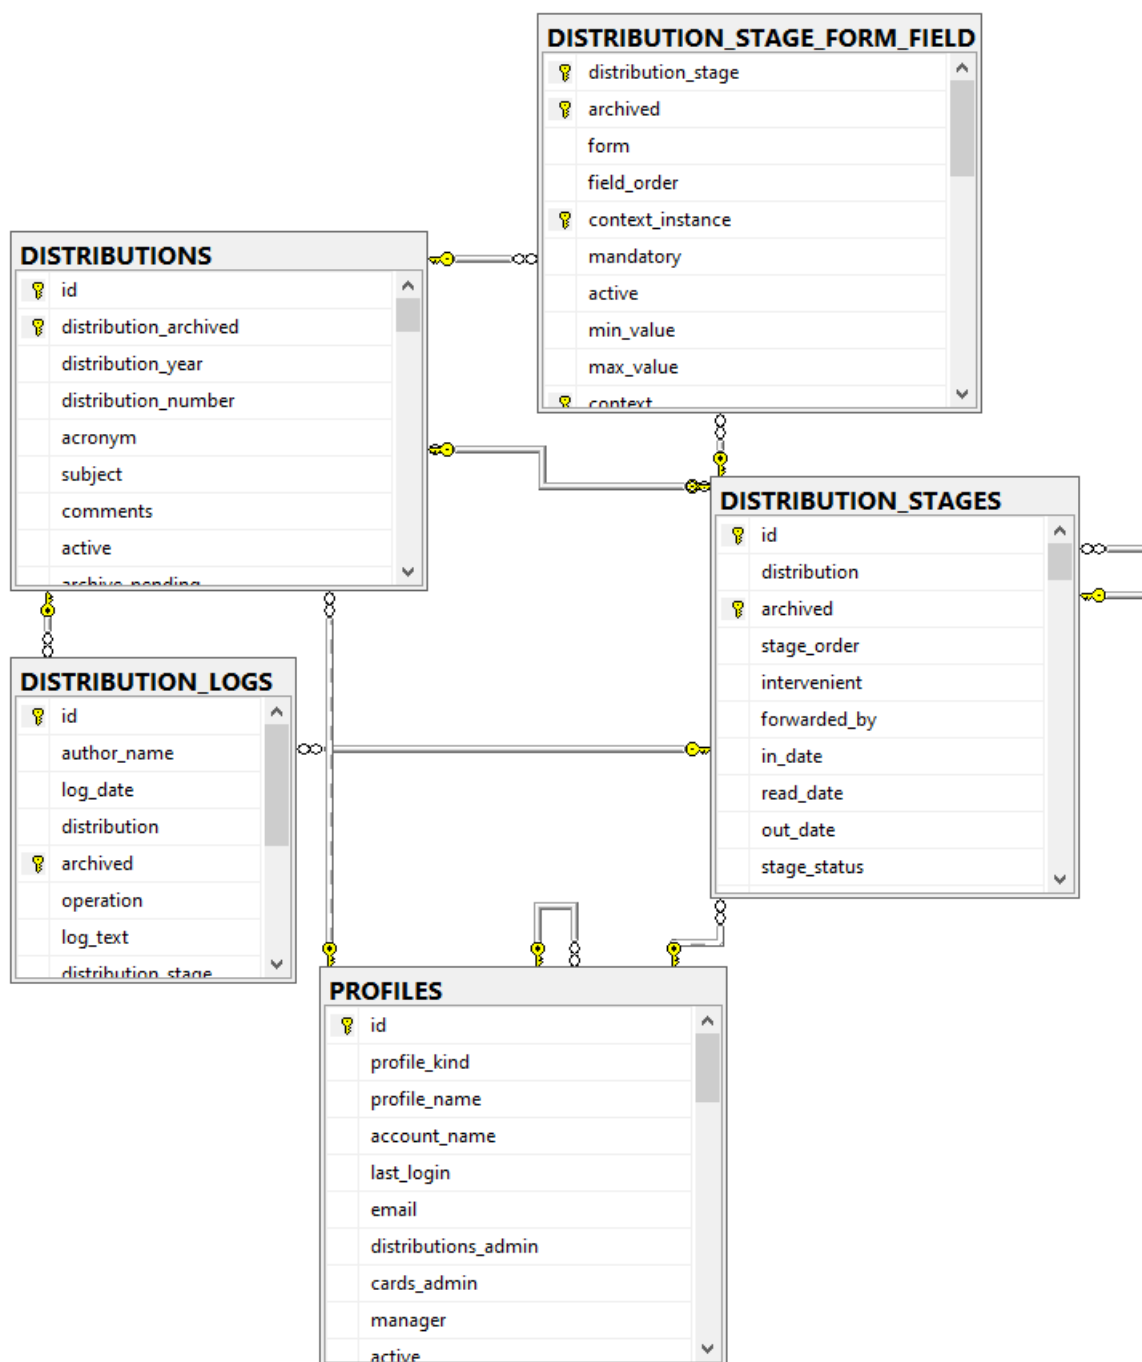 DISTRIBUTION_STAGE_FORM_FIELD
distribution_stage
archived
form
field_order
context_instance
mandatory
active
min_value
max_value
context
DISTRIBUTIONS
id
distribution_archived
distribution_year
distribution_number
acronym
subject
comments
active
archive_pending
DISTRIBUTION_STAGES
id
distribution
archived
stage_order
intervenient
forwarded_by
in_date
read_date
out_date
stage_status
DISTRIBUTION_LOGS
id
author_name
log_date
distribution
archived
operation
log_text
distribution_stage
PROFILES
id
profile_kind
profile_name
account_name
last_login
email
distributions_admin
cards_admin
manager
active